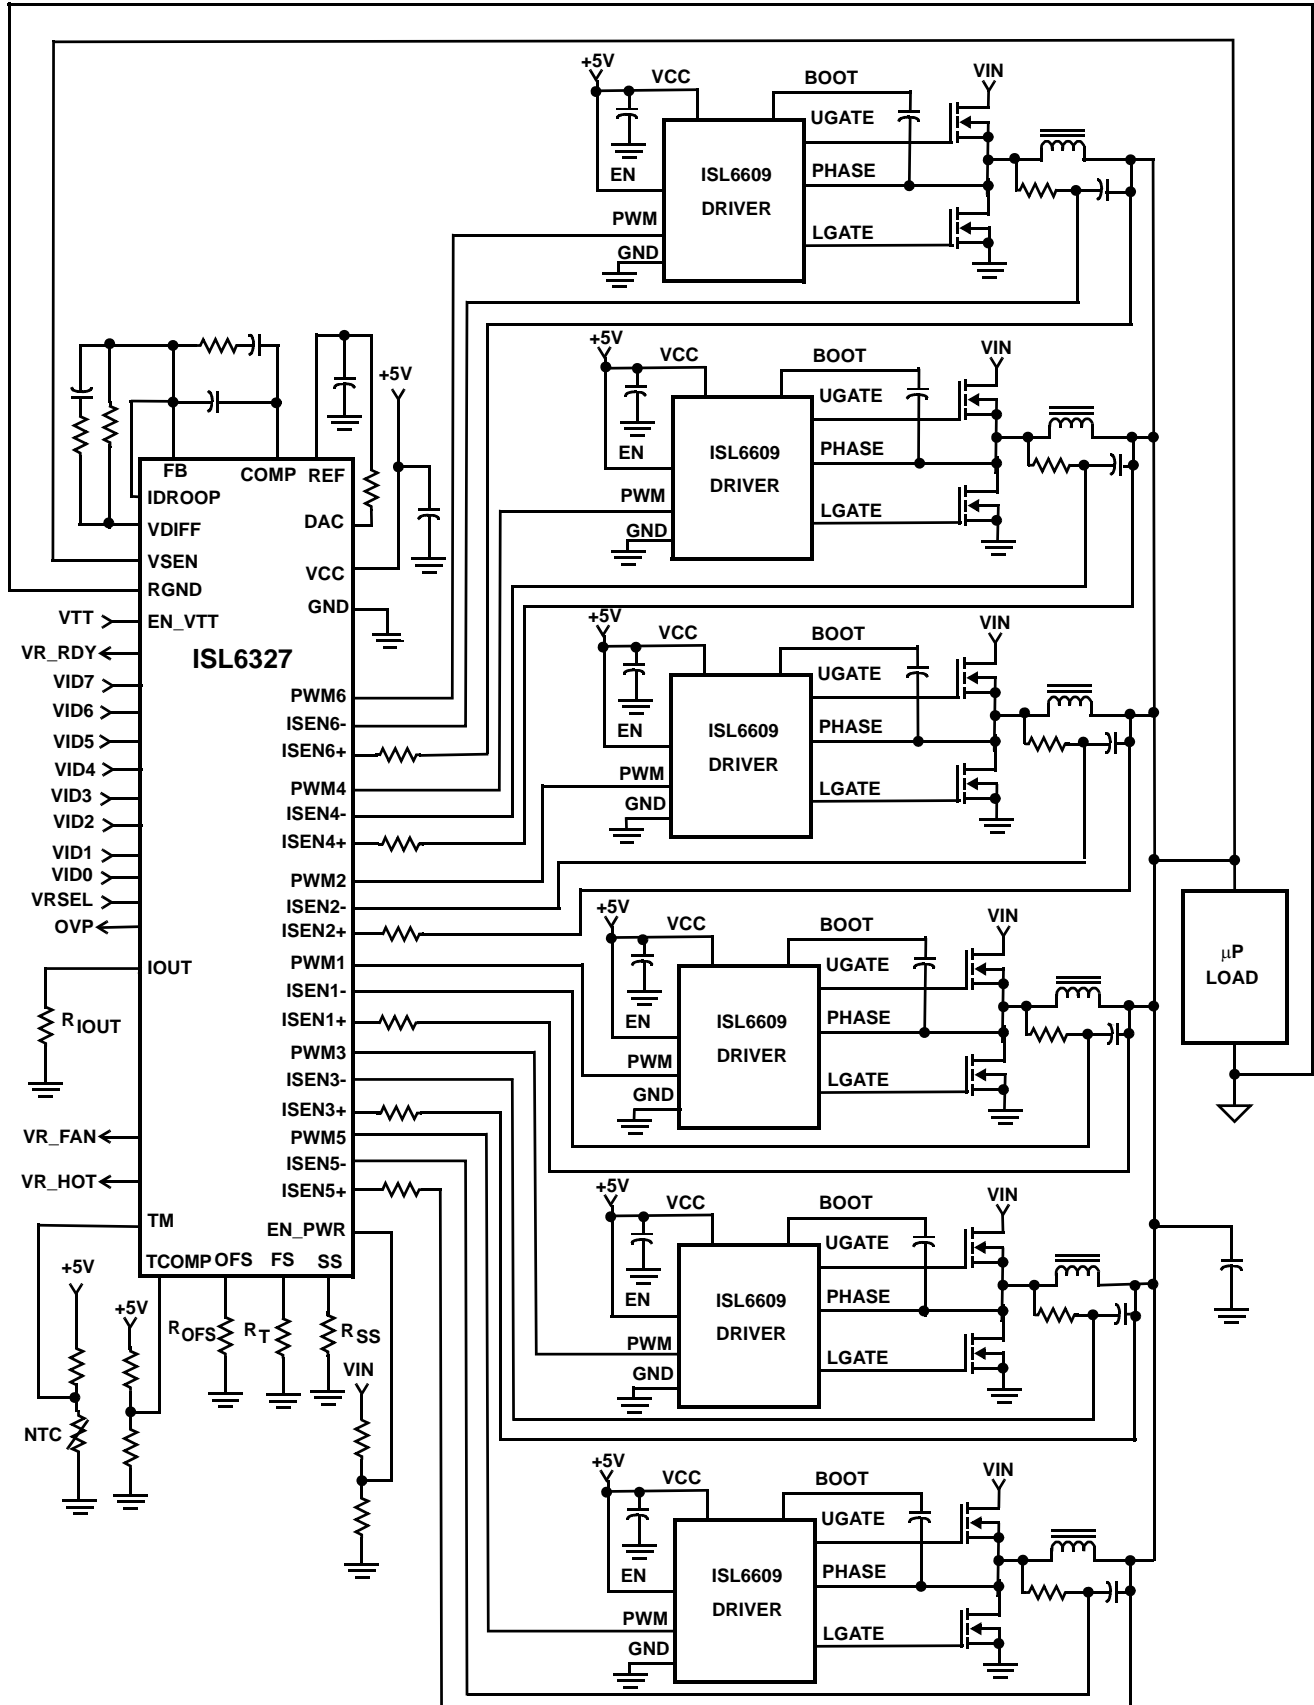 +5V
VCC
BOOT
VIN
UGATE
EN
ISL6609
DRIVER
PHASE
PWM
LGATE
GND
+5V
VCC
BOOT
VIN
UGATE
EN
ISL6609
DRIVER
PHASE
PWM
LGATE
GND
+5V
VCC
BOOT
VIN
UGATE
EN
ISL6609
DRIVER
PHASE
PWM
LGATE
GND
+5V
VCC
BOOT
VIN
UGATE
EN
ISL6609
DRIVER
PHASE
PWM
LGATE
GND
+5V
VCC
BOOT
VIN
UGATE
EN
ISL6609
DRIVER
PHASE
PWM
LGATE
GND
+5V
VCC
BOOT
VIN
UGATE
EN
ISL6609
DRIVER
PHASE
PWM
LGATE
GND
+5V
FB
COMP
REF
IDROOP
VDIFF
DAC
VSEN
VCC
RGND
GND
VTT
EN_VTT
VR_RDY
ISL6327
VID7
VID6
VID5
VID4
VID3
VID2
VID1
VID0
VRSEL
OVP
IOUT
RIOUT
VR_FAN
VR_HOT
TM
PWM6
ISEN6-
ISEN6+
PWM4
ISEN4-
ISEN4+
PWM2
ISEN2-
ISEN2+
PWM1
ISEN1-
ISEN1+
PWM3
ISEN3-
ISEN3+
PWM5
ISEN5-
ISEN5+
EN_PWR
TCOMP
OFS
FS
SS
+5V
+5V
ROFS
RT
RSS
VIN
NTC
μP
LOAD